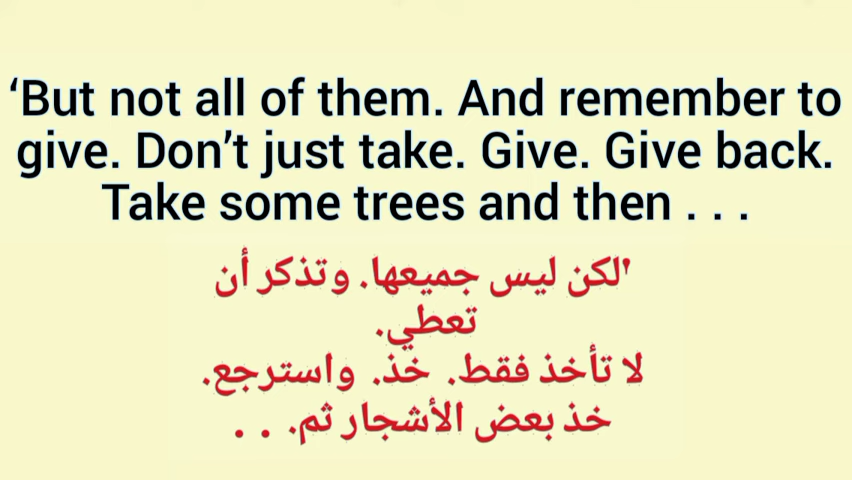 ‘But not all of them. And remember to
give. Don’t just take. Give. Give back.
Take some trees and then . . .
'لكن ليس جميعها. وتذكر أن
تعطي.
لا تأخذ فقط. خذ. واسترجع.
خذ بعض الأشجار ثم. . .